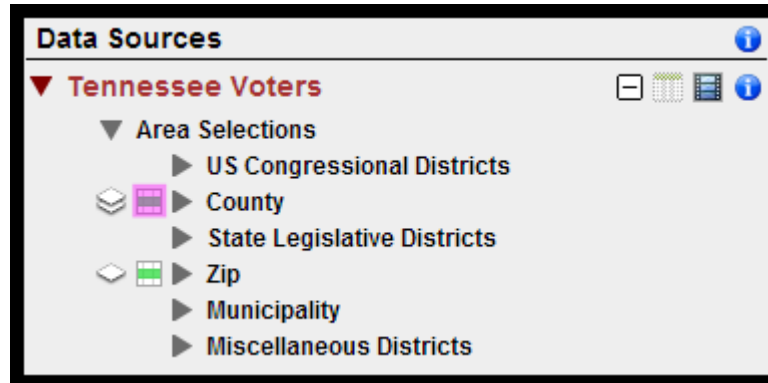 Data Sources
Tennessee Voters
Area Selections
US Congressional Districts
County
State Legislative Districts
Zip
Municipality
Miscellaneous Districts